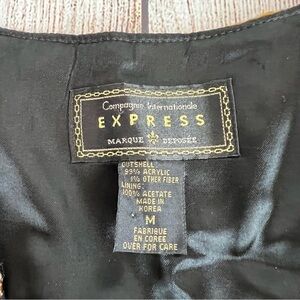 Compagnie Internationale
EXPRESS
MARQUE DÉPOSÉE
OUTSHELL:
99% ACRYLIC
1% OTHER FIBER
LINING:
100% ACETATE
MADE IN
KOREA
M
FABRIQUE
EN COREE
OVER FOR CARE